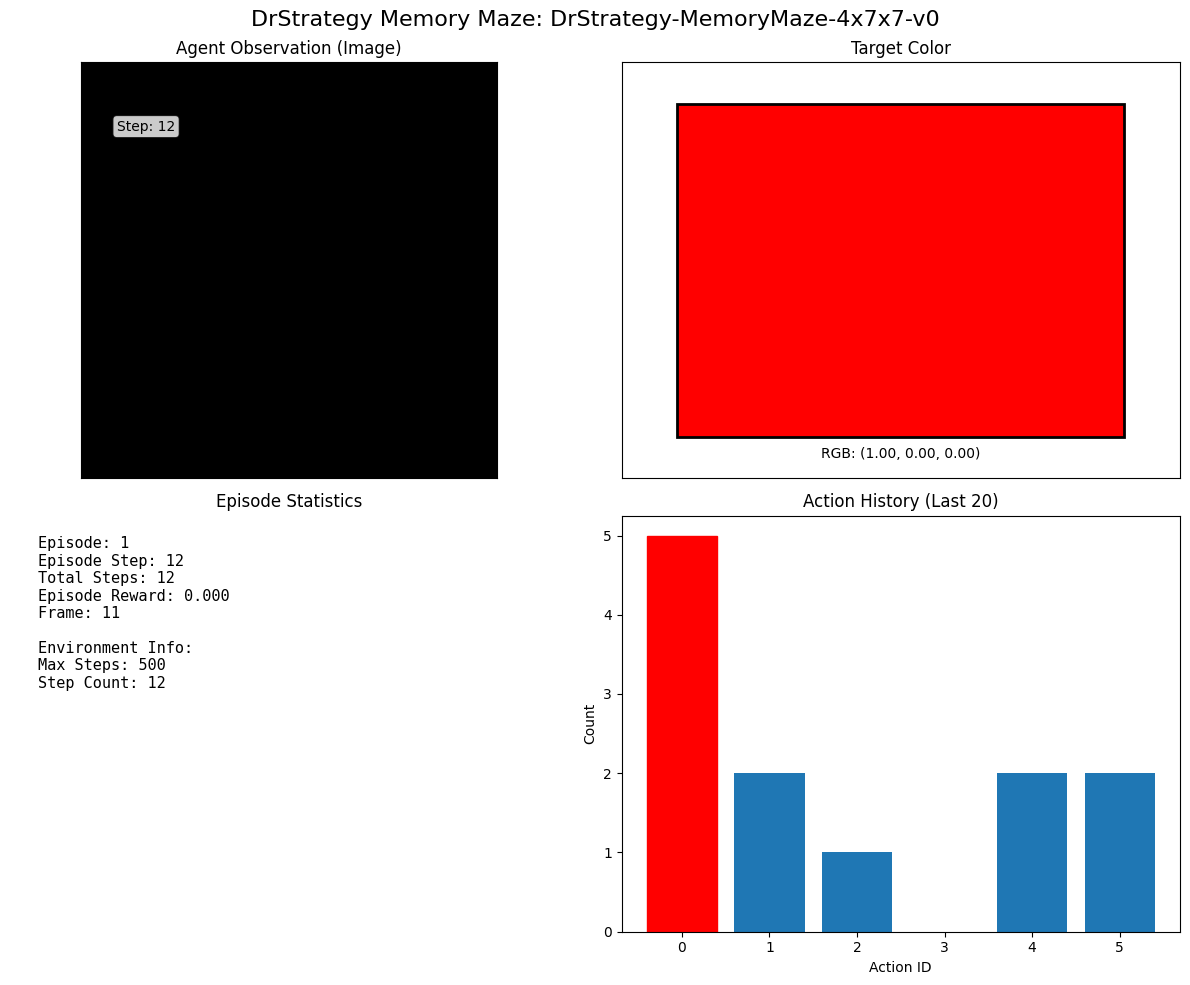 DrStrategy Memory Maze: DrStrategy-MemoryMaze-4x7x7-v0
Agent Observation (Image)
Step: 12
Target Color
RGB: (1.00, 0.00, 0.00)
Episode Statistics
Episode: 1
Episode Step: 12
Total Steps: 12
Episode Reward: 0.000
Frame: 11
Environment Info:
Max Steps: 500
Step Count: 12
Action History (Last 20)
Count
5
4
3
2
1
0
0 1 2 3 4 5
Action ID